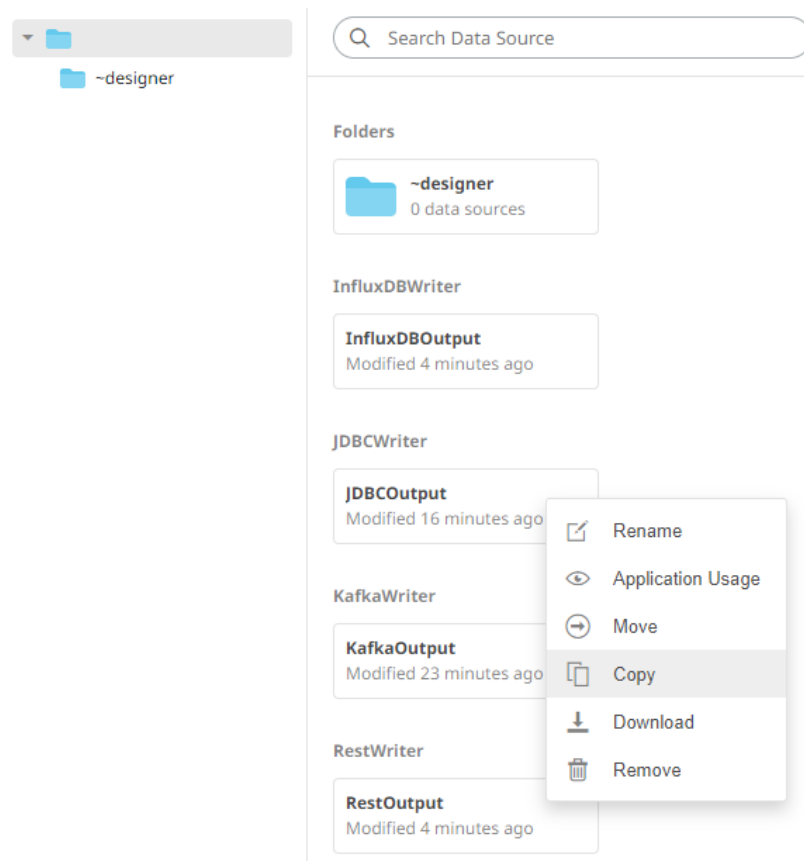 ~designer
Search Data Source
Folders
~designer
0 data sources
InfluxDBWriter
InfluxDBOutput
Modified 4 minutes ago
JDBCWriter
JDBCOutput
Modified 16 minutes ago
KafkaWriter
KafkaOutput
Modified 23 minutes ago
RestWriter
RestOutput
Modified 4 minutes ago
Rename
Application Usage
Move
Copy
Download
Remove